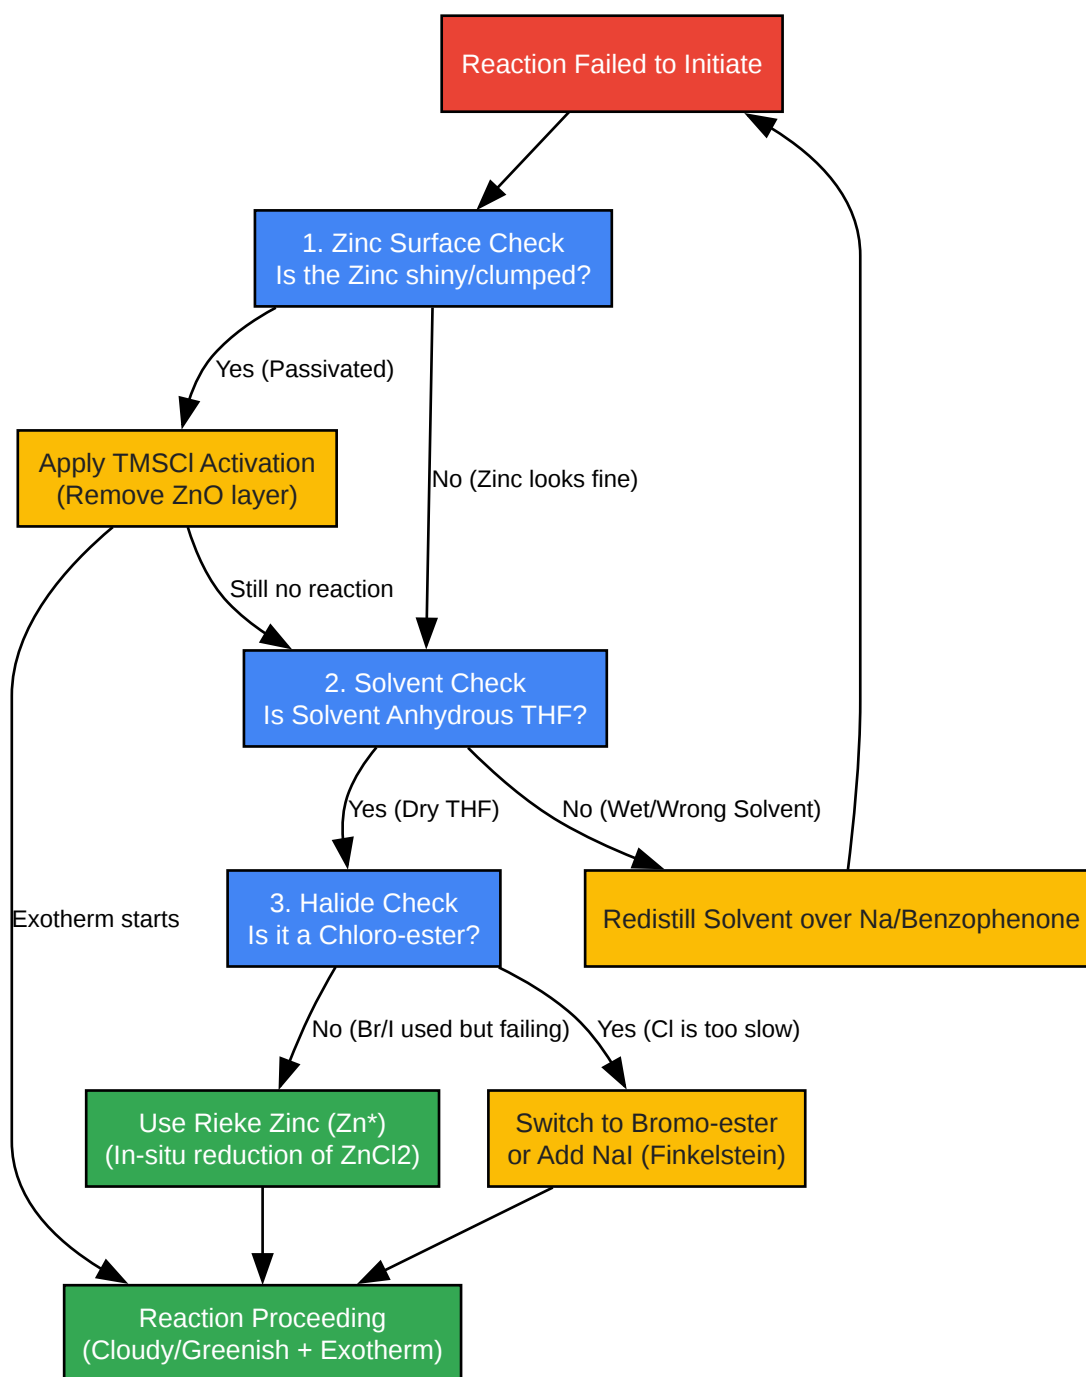 Reaction Failed to Initiate
1. Zinc Surface Check
Is the Zinc shiny/clumped?
Yes (Passivated)
Apply TMSCl Activation
(Remove ZnO layer)
No (Zinc looks fine)
Still no reaction
2. Solvent Check
Is Solvent Anhydrous THF?
Yes (Dry THF)
No (Wet/Wrong Solvent)
Exotherm starts
3. Halide Check
Is it a Chloro-ester?
Redistill Solvent over Na/Benzophenone
No (Br/I used but failing)
Yes (Cl is too slow)
Use Rieke Zinc (Zn*)
(In-situ reduction of ZnCl2)
Switch to Bromo-ester
or Add NaI (Finkelstein)
Reaction Proceeding
(Cloudy/Greenish + Exotherm)